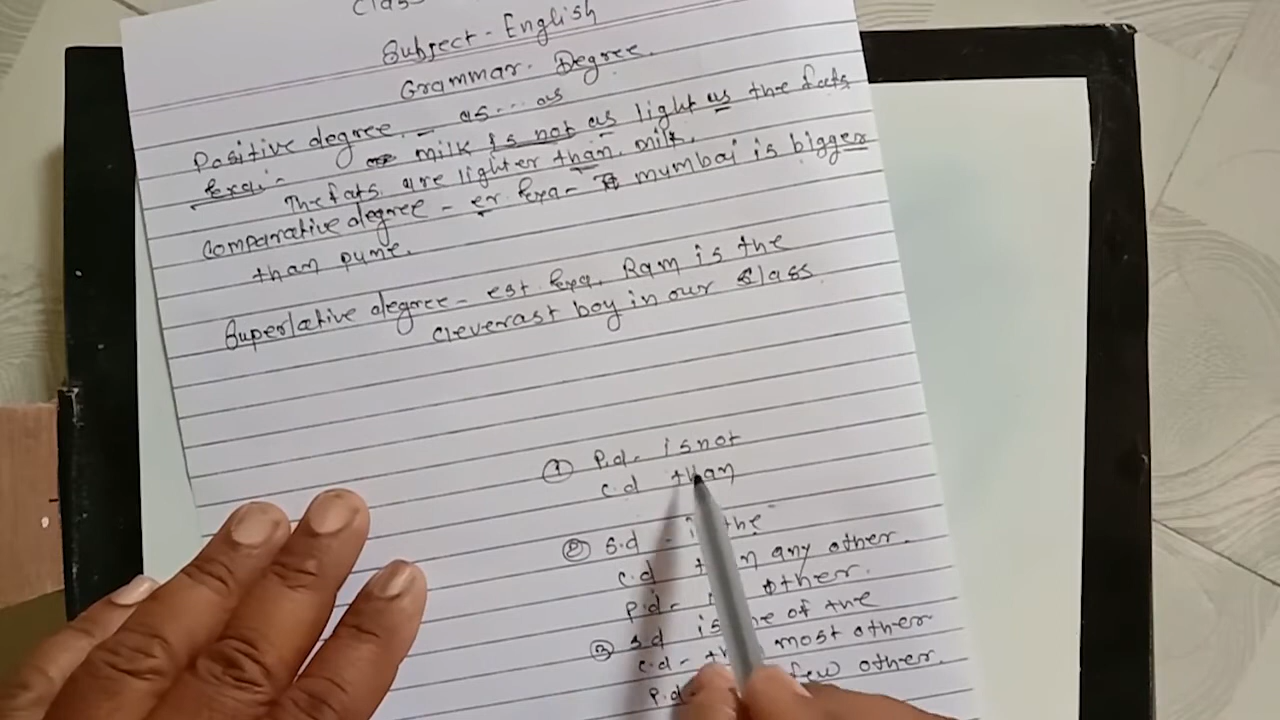 Subject - English
Grammar. Degree.
Positive degree. - as... as
Exa:- milk is not as light as the fats
The fats are lighter than milk.
Comparative degree - er. Exa- mumbai is bigger
than pune.
Superlative degree - est Exa. Ram is the
cleverast boy in our class
① P.d- is not
c.d than
② s.d - the
c.d any other.
p.d- other.
③ s.d is of the
c.d - most other
p.d few other.